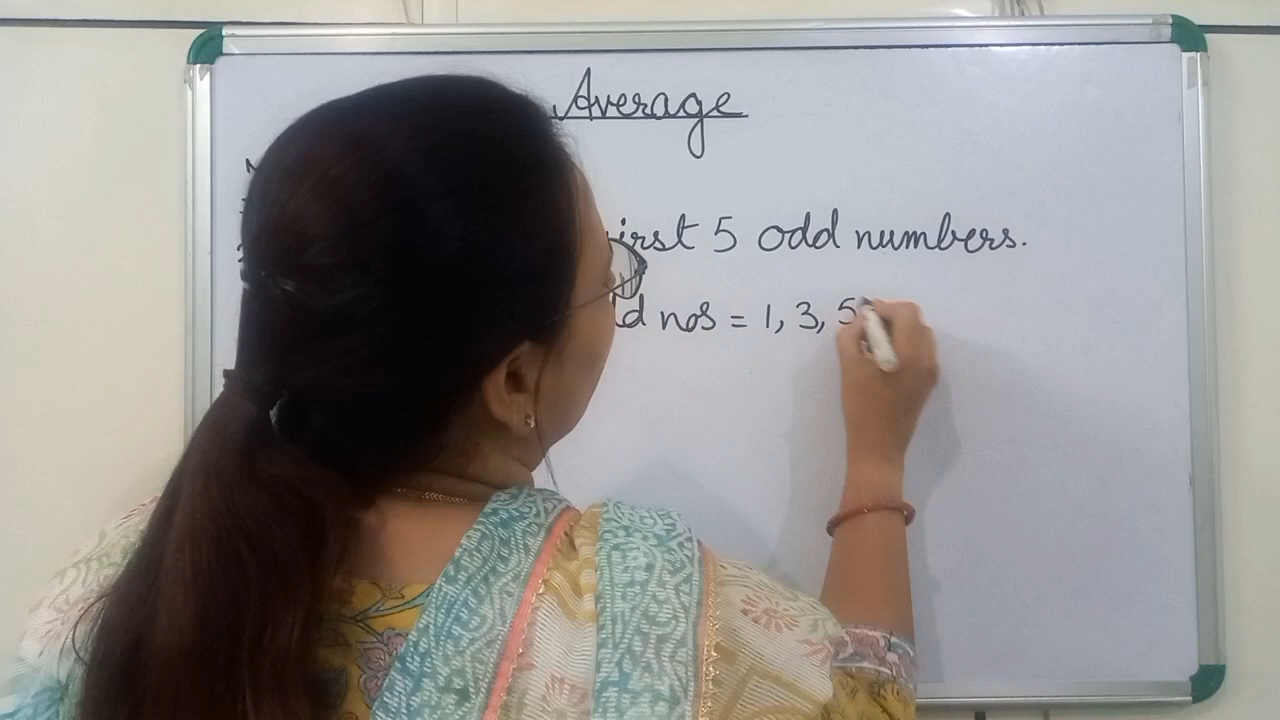 Average
first 5 odd numbers.
nos = 1, 3, 5